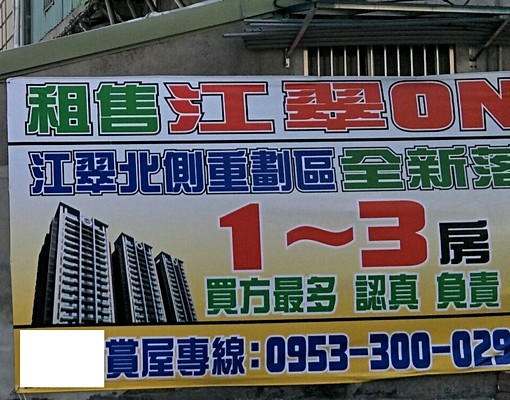 租售江翠ON
江翠北側重劃區全新落
1~3房
買方最多 認真 負責
賞屋專線:0953-300-029